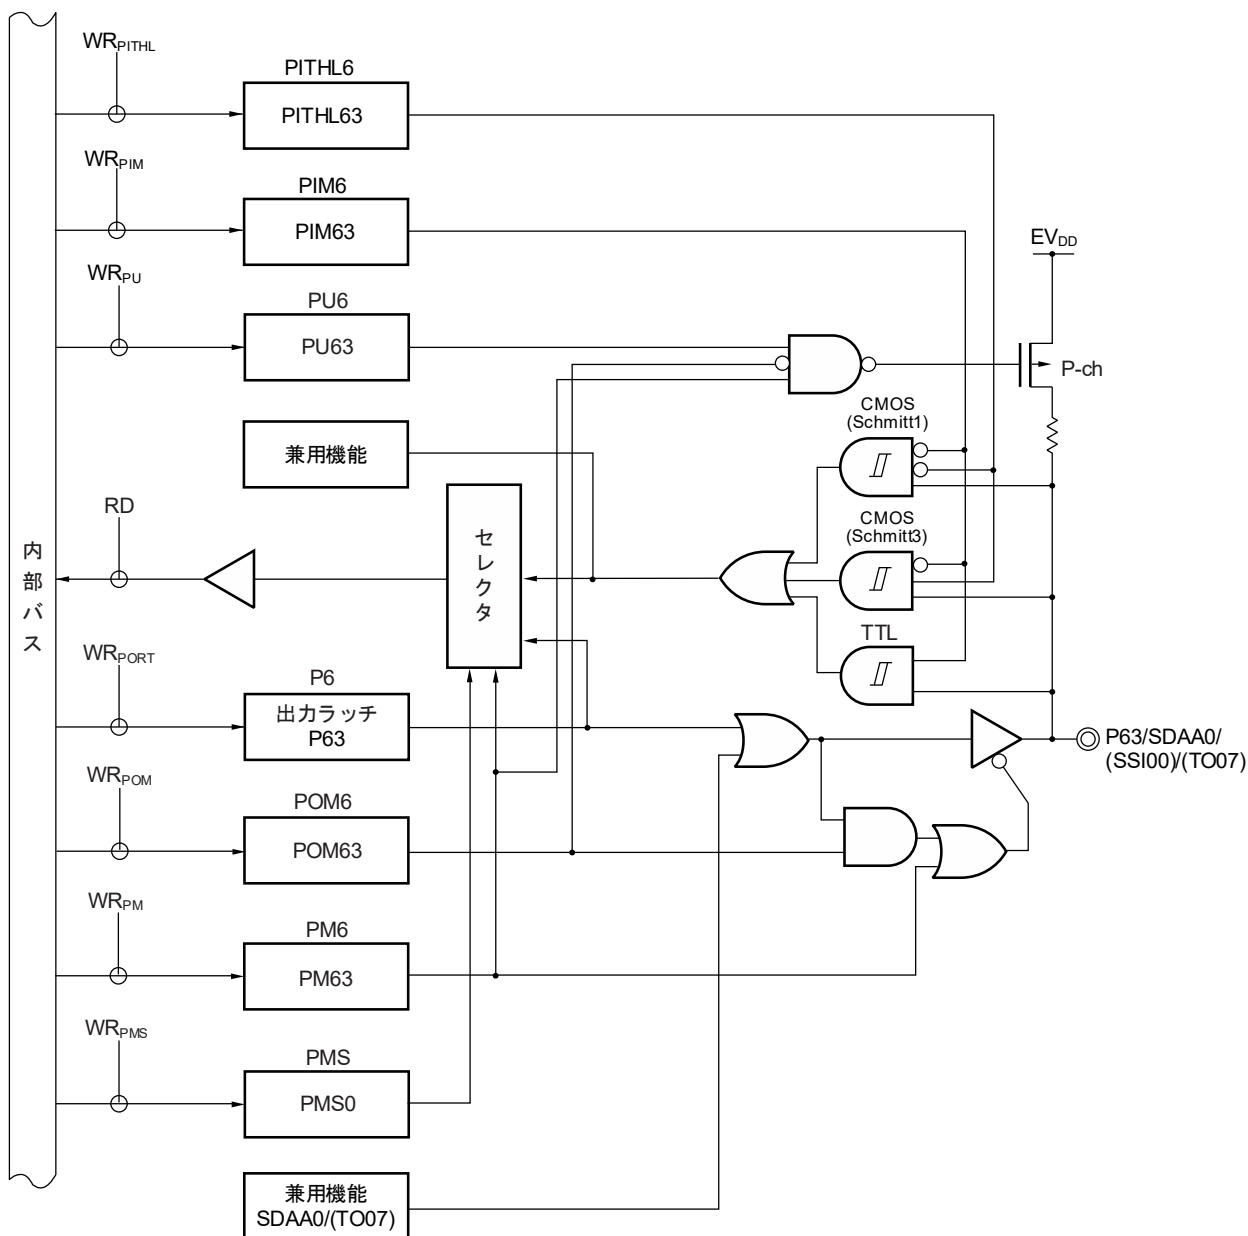 WRPITHL
PITHL6
PITHL63
WRPIM
PIM6
PIM63
EVDD
WRPU
PU6
PU63
P-ch
CMOS
(Schmitt1)
兼用機能
RD
セレクタ
CMOS
(Schmitt3)
内部バス
TTL
WRPORT
P6
出力ラッチ
P63
P63/SDAA0/
(SSI00)/(TO07)
WRPOM
POM6
POM63
WRPM
PM6
PM63
WRPMS
PMS
PMS0
兼用機能
SDAA0/(TO07)